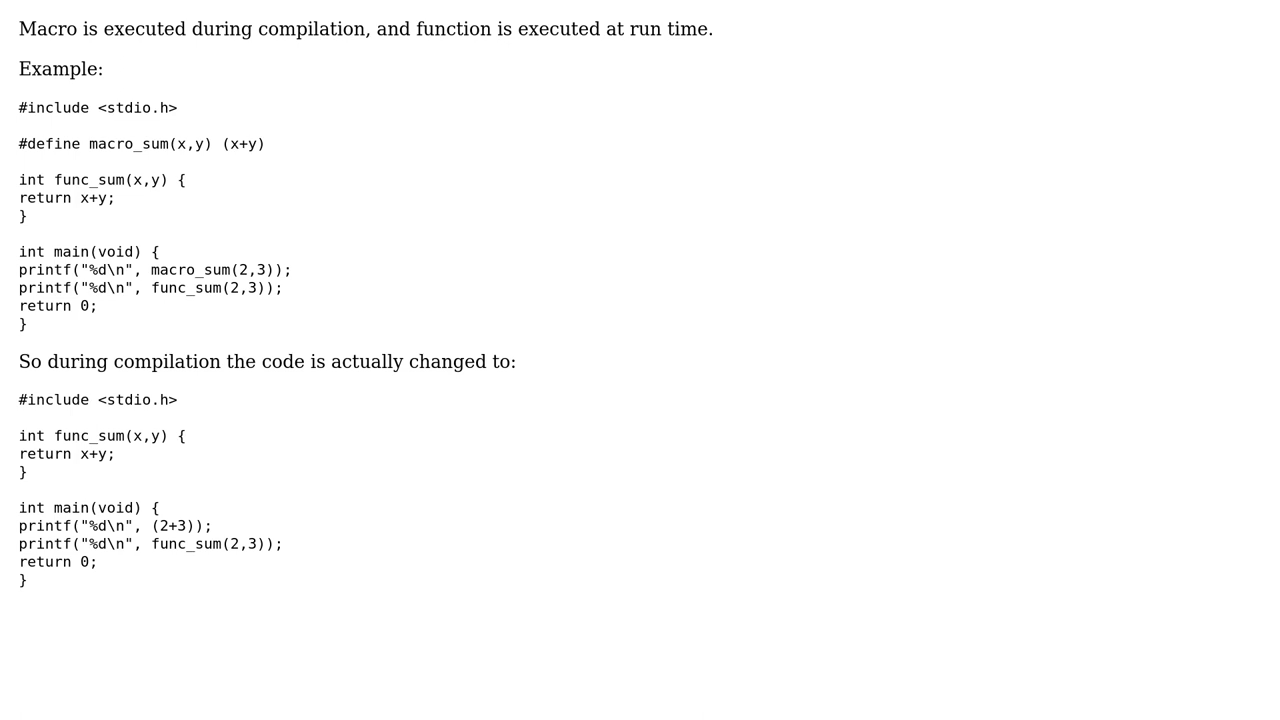 Macro is executed during compilation, and function is executed at run time.
Example:
#include <stdio.h>
#define macro_sum(x,y) (x+y)
int func_sum(x,y) {
return x+y;
}
int main(void) {
printf("%d\n", macro_sum(2,3));
printf("%d\n", func_sum(2,3));
return 0;
}
So during compilation the code is actually changed to:
#include <stdio.h>
int func_sum(x,y) {
return x+y;
}
int main(void) {
printf("%d\n", (2+3));
printf("%d\n", func_sum(2,3));
return 0;
}